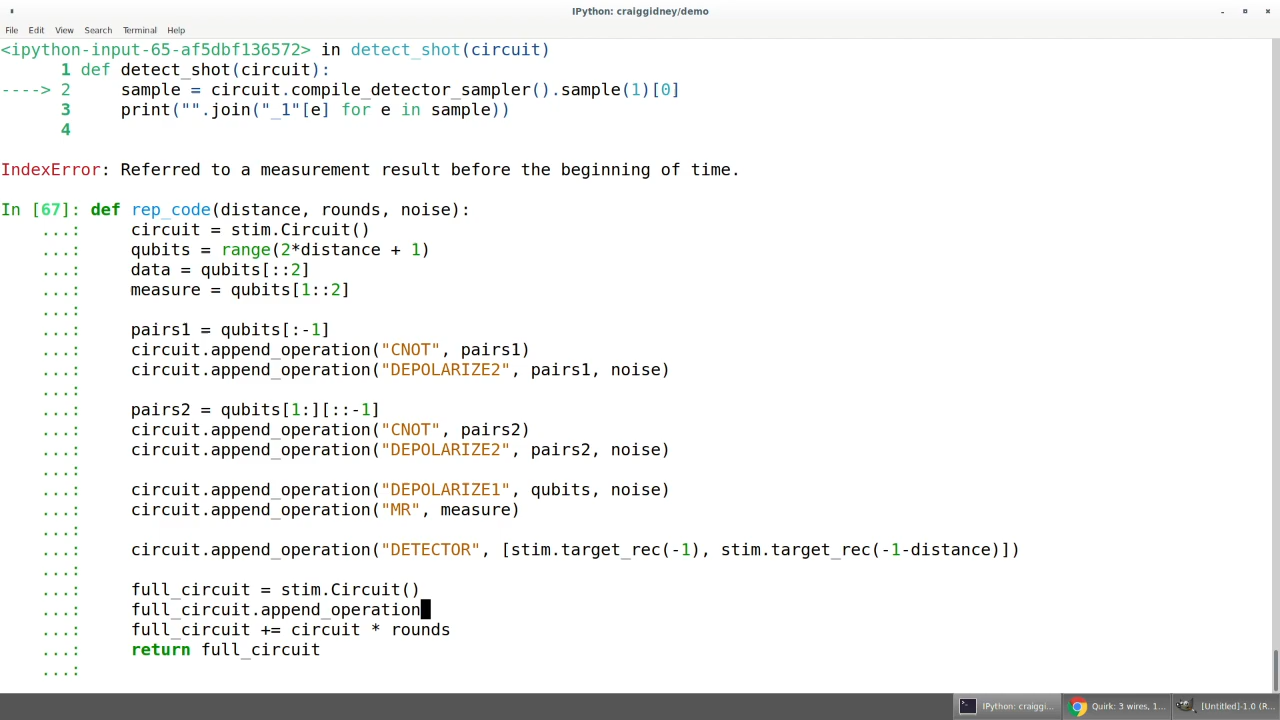 IPython: craiggidney/demo
File Edit View Search Terminal Help
<ipython-input-65-af5dbf136572> in detect_shot(circuit)
      1 def detect_shot(circuit):
----> 2     sample = circuit.compile_detector_sampler().sample(1)[0]
      3     print("".join("_1"[e] for e in sample))
      4
IndexError: Referred to a measurement result before the beginning of time.
In [67]: def rep_code(distance, rounds, noise):
    ...:     circuit = stim.Circuit()
    ...:     qubits = range(2*distance + 1)
    ...:     data = qubits[::2]
    ...:     measure = qubits[1::2]
    ...:
    ...:     pairs1 = qubits[:-1]
    ...:     circuit.append_operation("CNOT", pairs1)
    ...:     circuit.append_operation("DEPOLARIZE2", pairs1, noise)
    ...:
    ...:     pairs2 = qubits[1:][::-1]
    ...:     circuit.append_operation("CNOT", pairs2)
    ...:     circuit.append_operation("DEPOLARIZE2", pairs2, noise)
    ...:
    ...:     circuit.append_operation("DEPOLARIZE1", qubits, noise)
    ...:     circuit.append_operation("MR", measure)
    ...:
    ...:     circuit.append_operation("DETECTOR", [stim.target_rec(-1), stim.target_rec(-1-distance)])
    ...:
    ...:     full_circuit = stim.Circuit()
    ...:     full_circuit.append_operation
    ...:     full_circuit += circuit * rounds
    ...:     return full_circuit
    ...:
IPython: craiggi... Quirk: 3 wires, 1... [Untitled]-1.0 (R...